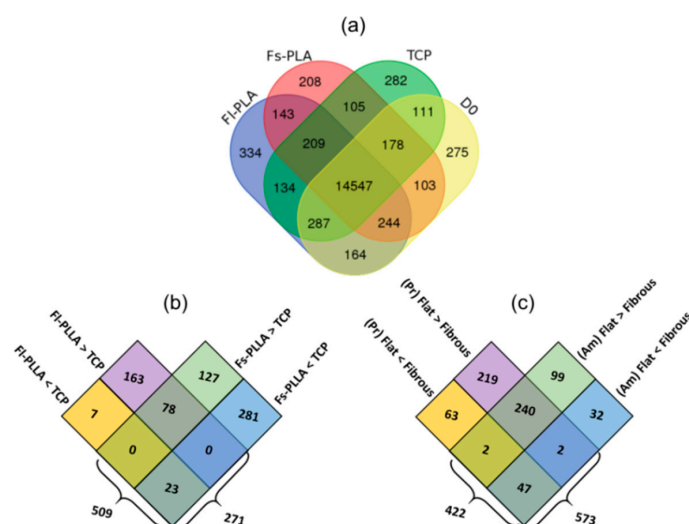 (a)
Fs-PLA TCP
Fl-PLA D0
208 282
143 105 111
334 209 178 275
134 14547 103
287 244
164
(b) (c)
Fl-PLLA < TCP
Fl-PLLA > TCP
Fs-PLLA > TCP
Fs-PLLA < TCP
163 127
7 78 281
0 0
23
509 271
(Pr) Flat < Fibrous
(Pr) Flat > Fibrous
(Am) Flat > Fibrous
(Am) Flat < Fibrous
219 99
63 240 32
2 2
47
422 573